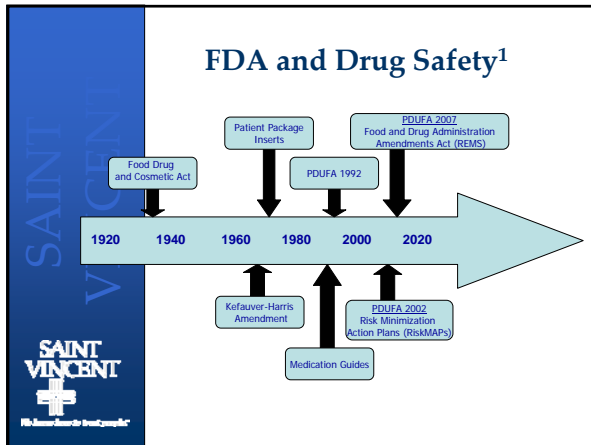 FDA and Drug Safety1
Patient Package
Inserts
PDUFA 2007
Food and Drug Administration
Amendments Act (REMS)
Food Drug
and Cosmetic Act
PDUFA 1992
1920 1940 1960 1980 2000 2020
Kefauver-Harris
Amendment
PDUFA 2002
Risk Minimization
Action Plans (RiskMAPs)
Medication Guides
SAINT
VINCENT
SAINT
VINCENT